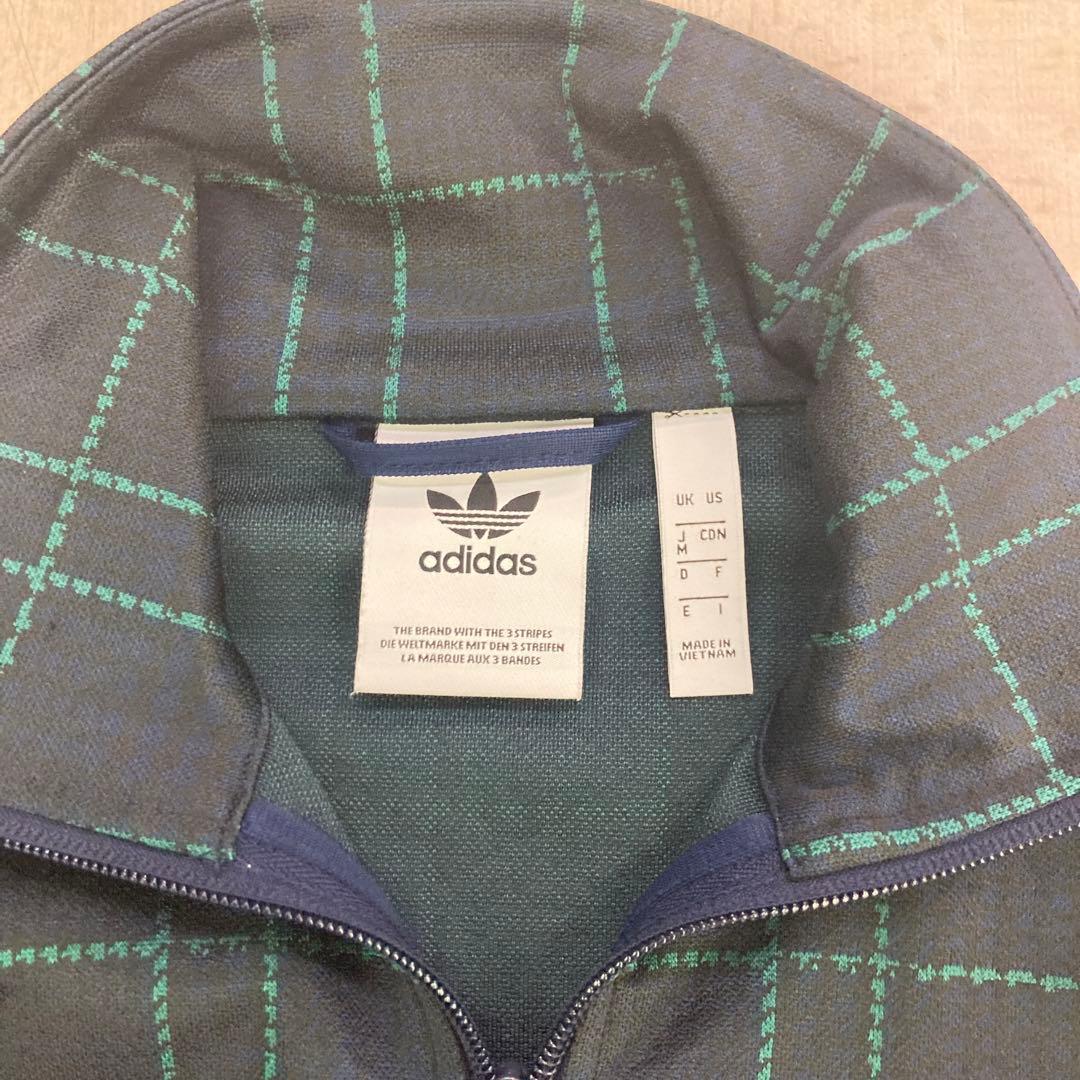 adidas
THE BRAND WITH THE 3 STRIPES
DIE WELTMARKE MIT DEN 3 STREIFEN
LA MARQUE AUX 3 BANDES
UK US
J
M CDN
D F
E I
MADE IN
VIETNAM